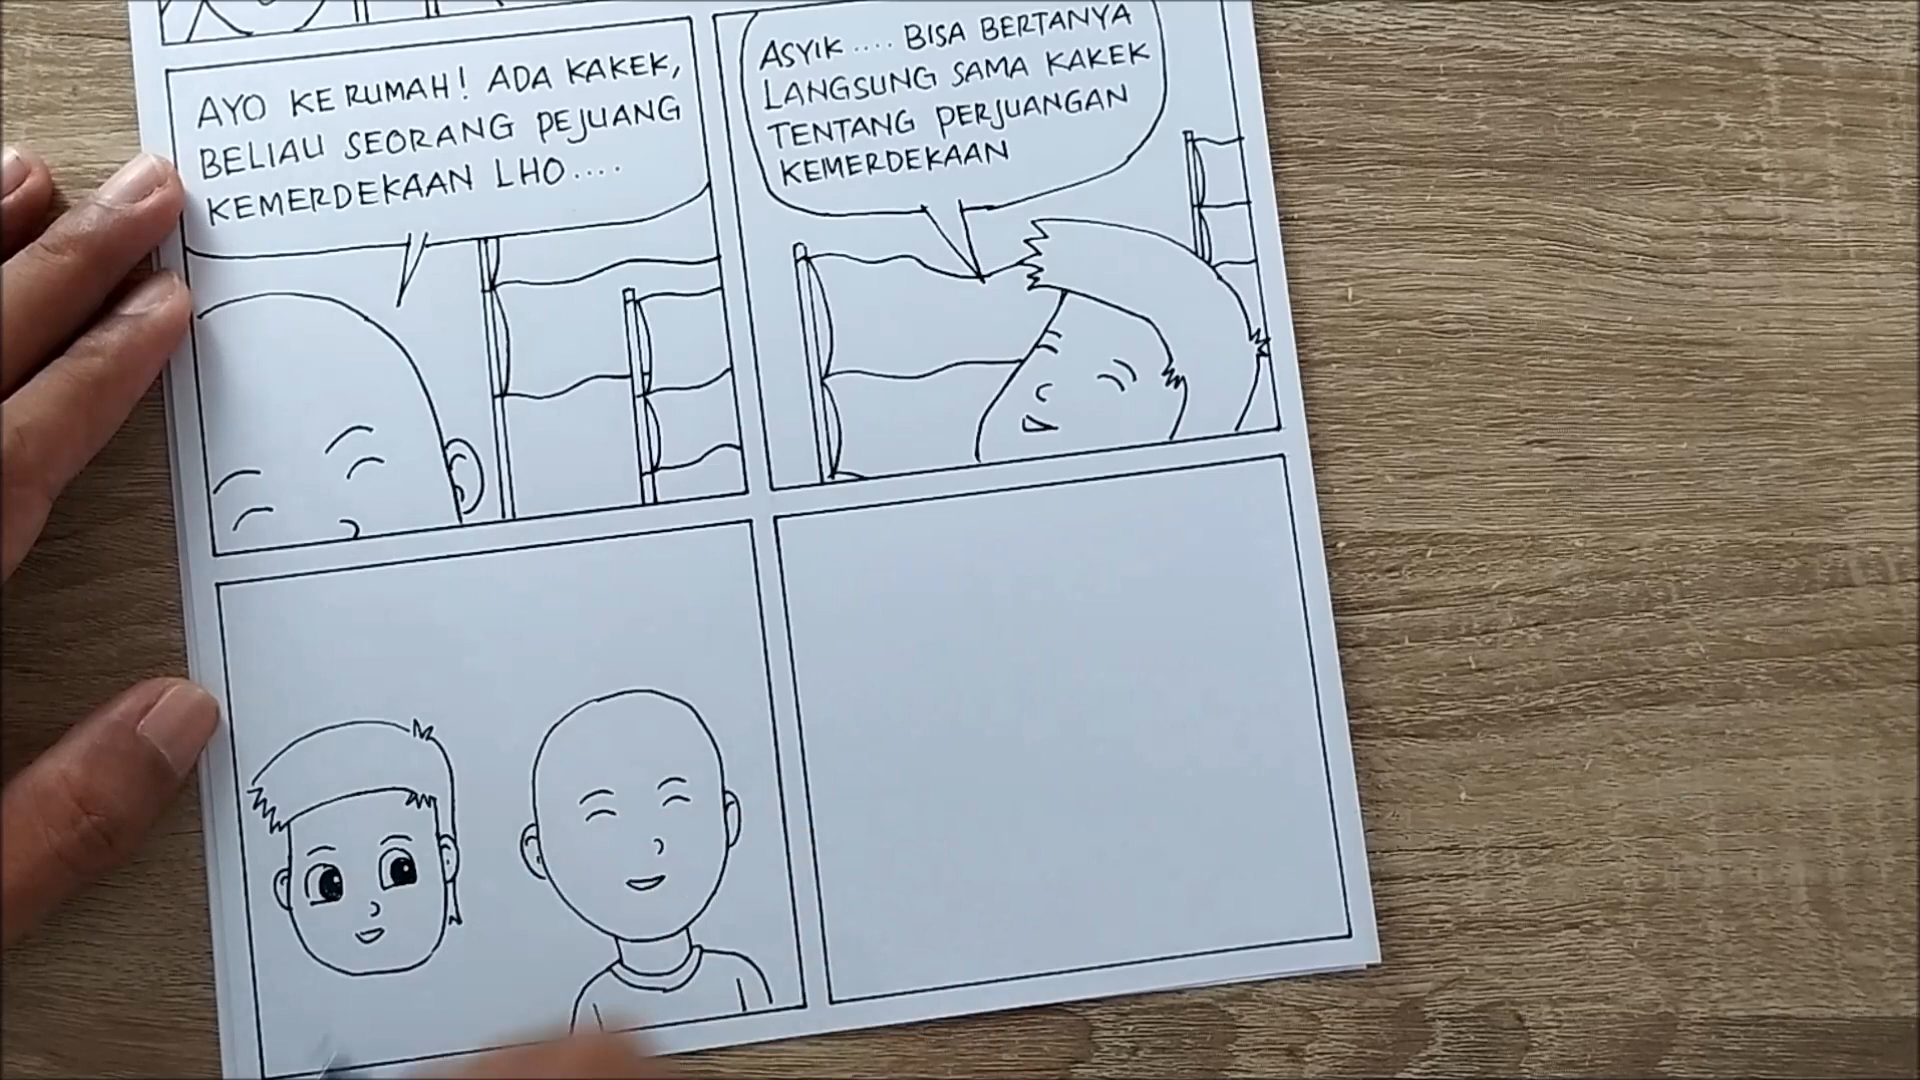 AYO KE RUMAH! ADA KAKEK,
BELIAU SEORANG PEJUANG
KEMERDEKAAN LHO....
ASYIK.... BISA BERTANYA
LANGSUNG SAMA KAKEK
TENTANG PERJUANGAN
KEMERDEKAAN